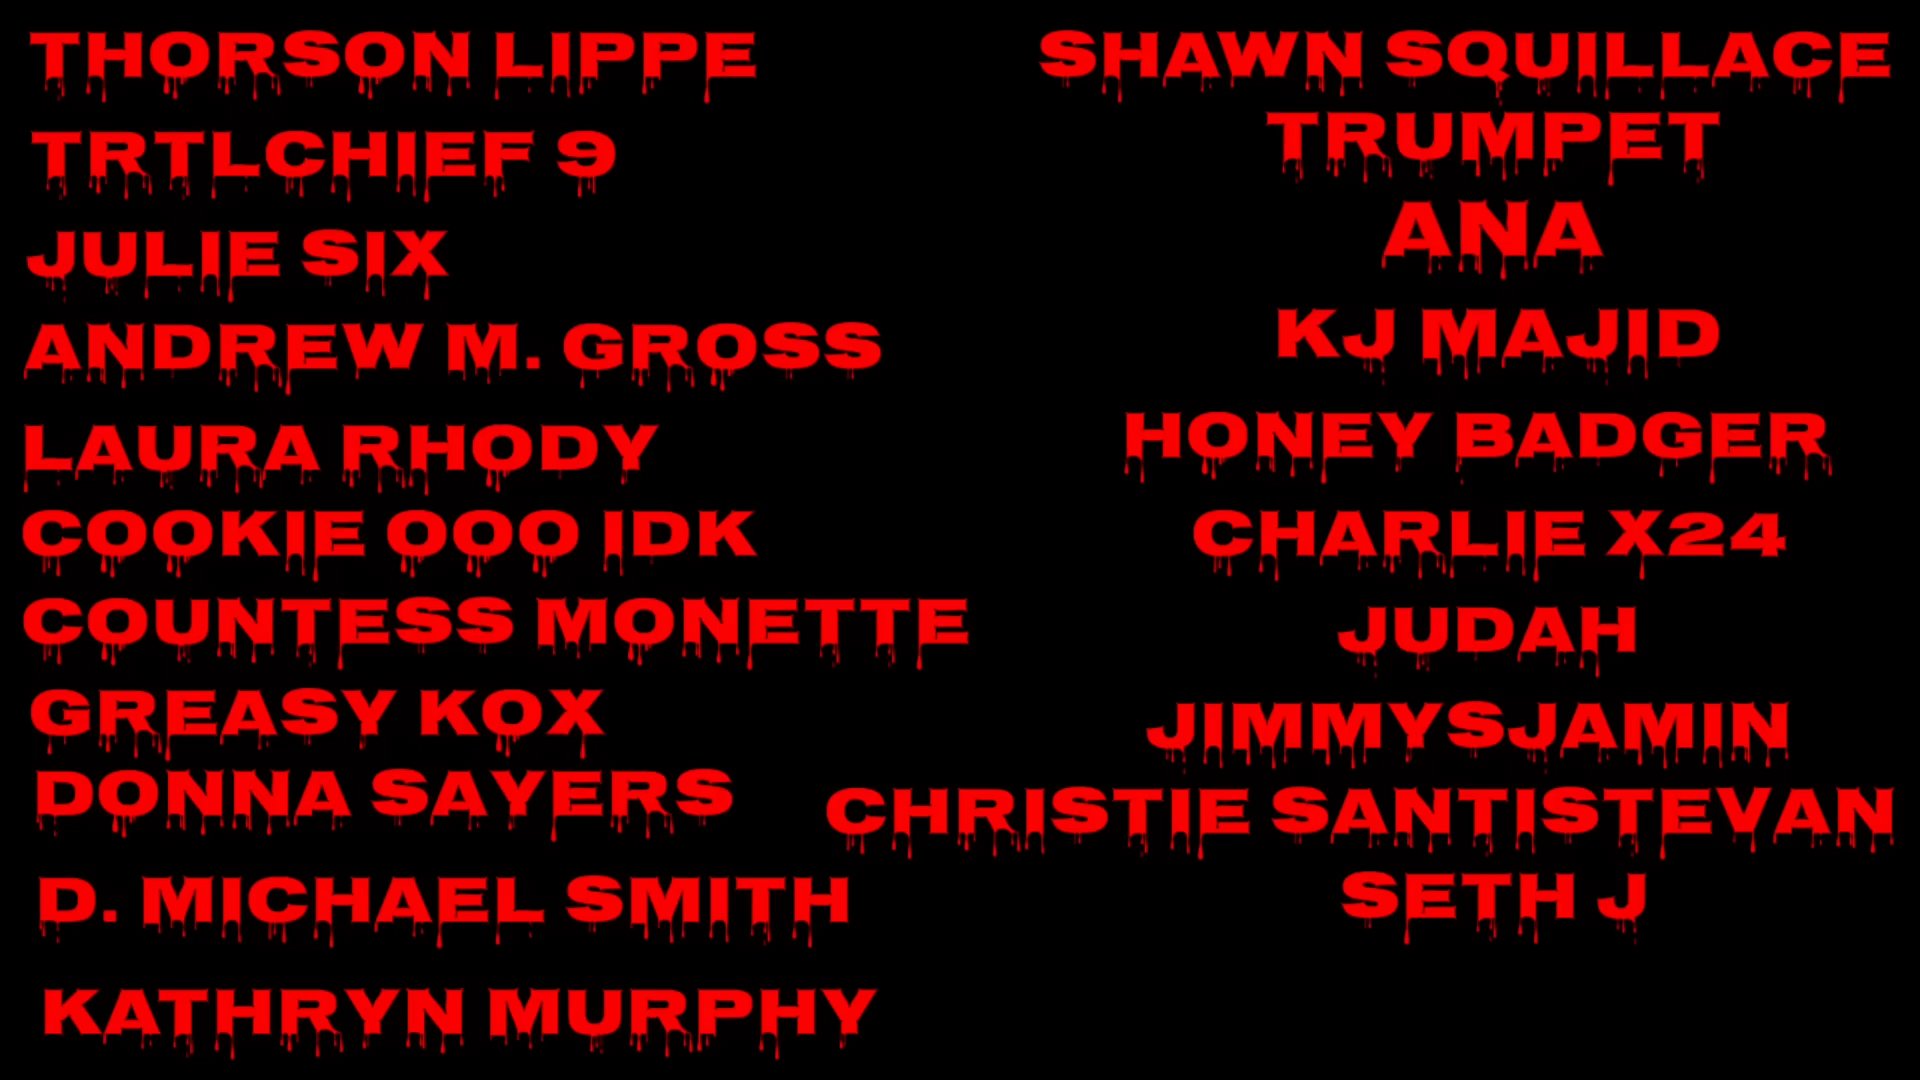 THORSON LIPPE
TRTLCHIEF 9
JULIE SIX
ANDREW M. GROSS
LAURA RHODY
COOKIE OOO IDK
COUNTESS MONETTE
GREASY KOX
DONNA SAYERS
D. MICHAEL SMITH
KATHRYN MURPHY
SHAWN SQUILLACE
TRUMPET
ANA
KJ MAJID
HONEY BADGER
CHARLIE X24
JUDAH
JIMMYSJAMIN
CHRISTIE SANTISTEVAN
SETH J